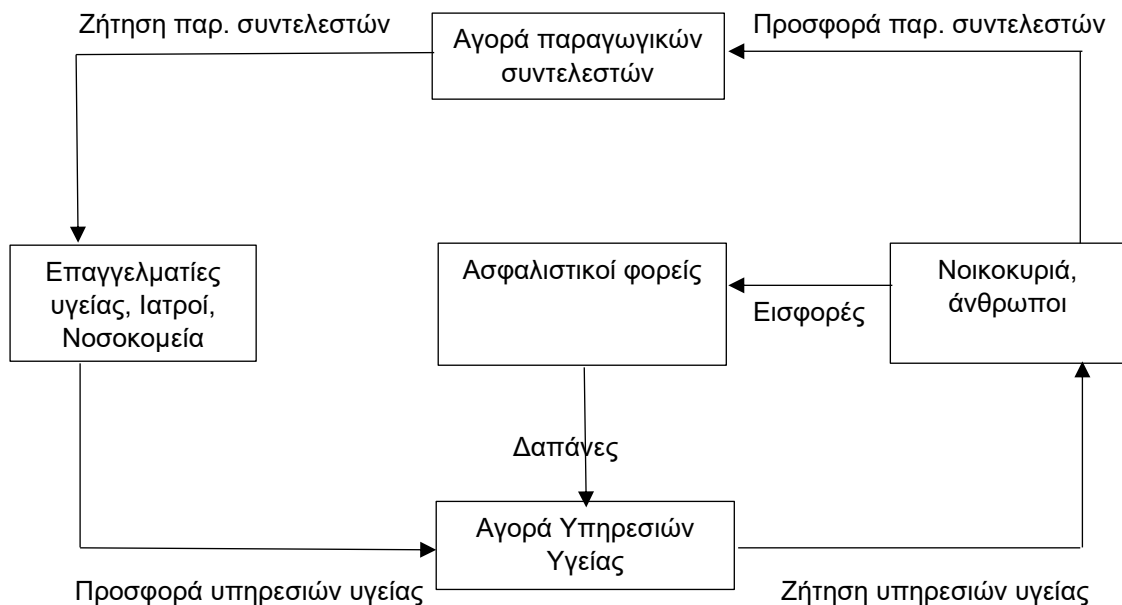 Ζήτηση παρ. συντελεστών
Αγορά παραγωγικών
συντελεστών
Προσφορά παρ. συντελεστών
Επαγγελματίες
υγείας, Ιατροί,
Νοσοκομεία
Ασφαλιστικοί φορείς
Εισφορές
Νοικοκυριά,
άνθρωποι
Δαπάνες
Αγορά Υπηρεσιών
Υγείας
Προσφορά υπηρεσιών υγείας
Ζήτηση υπηρεσιών υγείας